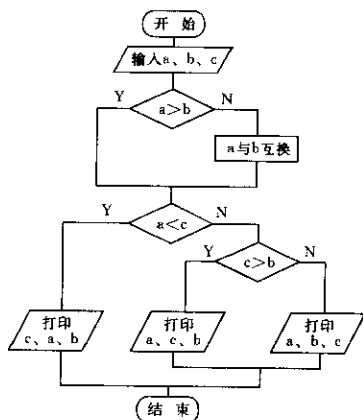 开 始
输入a、b、c
Y
N
a>b
a与b互换
Y
N
a<c
Y
N
c>b
打印
c、a、b
打印
a、c、b
打印
a、b、c
结 束